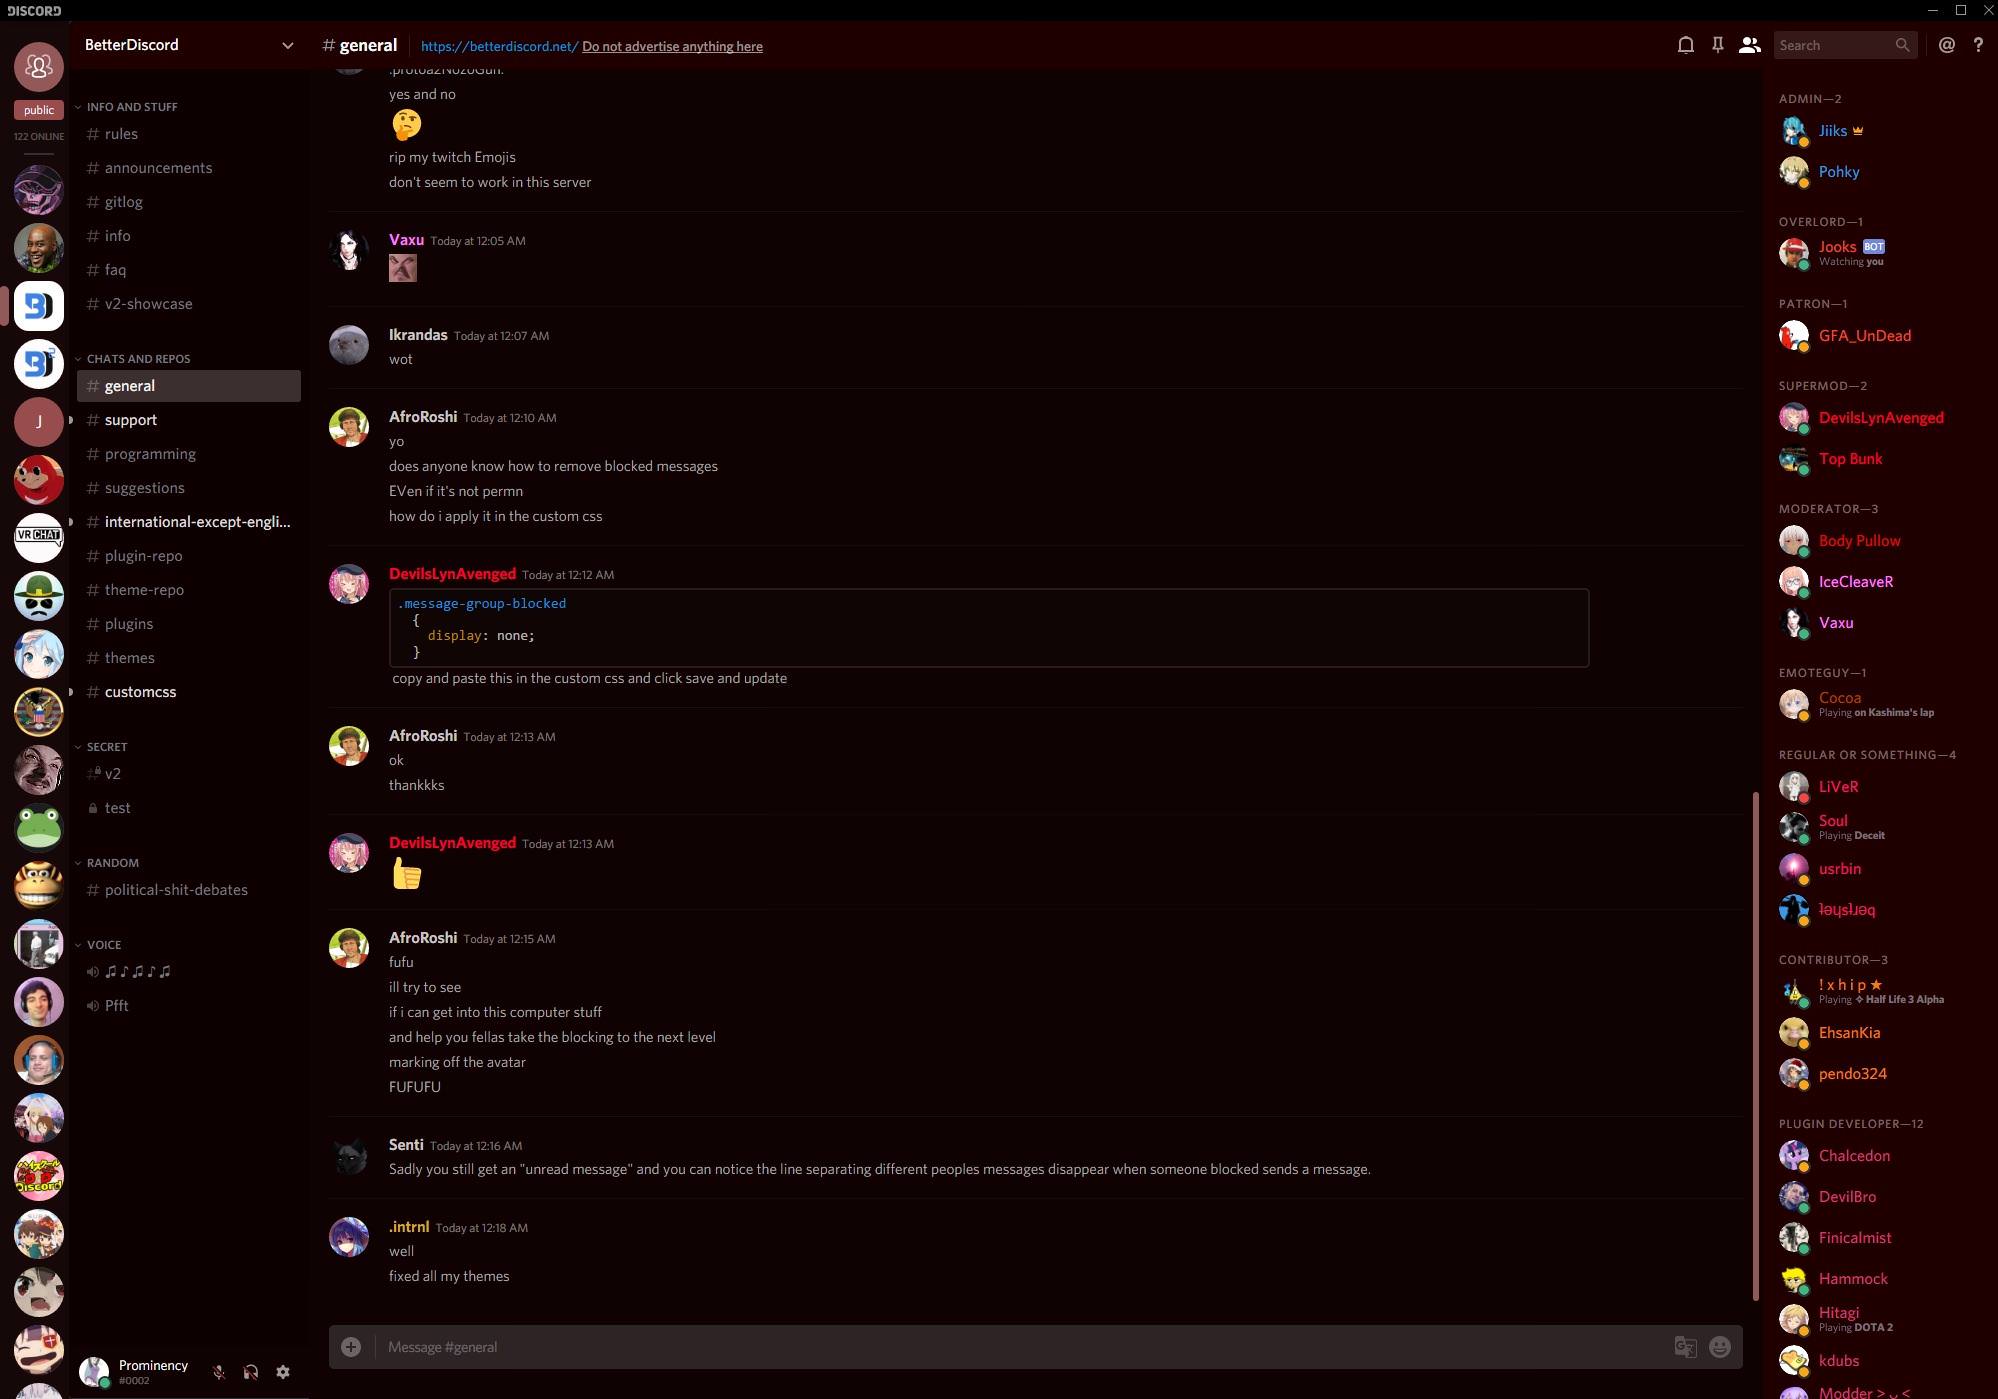 DISCORD
public
122 ONLINE
J
VRCHAT
Discord
BetterDiscord
INFO AND STUFF
# rules
# announcements
# gitlog
# info
# faq
# v2-showcase
CHATS AND REPOS
# general
# support
# programming
# suggestions
# international-except-engli...
# plugin-repo
# theme-repo
# plugins
# themes
# customcss
SECRET
# v2
test
RANDOM
# political-shit-debates
VOICE
♫♪♫♪♫
Pfft
Prominency
#0002
# general https://betterdiscord.net/ Do not advertise anything here
Search @ ?
yes and no
🤔
rip my twitch Emojis
don't seem to work in this server
Vaxu Today at 12:05 AM
Ikrandas Today at 12:07 AM
wot
AfroRoshi Today at 12:10 AM
yo
does anyone know how to remove blocked messages
EVen if it's not permn
how do i apply it in the custom css
DevilsLynAvenged Today at 12:12 AM
.message-group-blocked
{
display: none;
}
copy and paste this in the custom css and click save and update
AfroRoshi Today at 12:13 AM
ok
thankkks
DevilsLynAvenged Today at 12:13 AM
👍
AfroRoshi Today at 12:15 AM
fufu
ill try to see
if i can get into this computer stuff
and help you fellas take the blocking to the next level
marking off the avatar
FUFUFU
Senti Today at 12:16 AM
Sadly you still get an "unread message" and you can notice the line separating different peoples messages disappear when someone blocked sends a message.
.intrnl Today at 12:18 AM
well
fixed all my themes
Message #general
ADMIN—2
Jiiks
Pohky
OVERLORD—1
Jooks BOT
Watching you
PATRON—1
GFA_UnDead
SUPERMOD—2
DevilsLynAvenged
Top Bunk
MODERATOR—3
Body Pullow
IceCleaveR
Vaxu
EMOTEGUY—1
Cocoa
Playing on Kashima's lap
REGULAR OR SOMETHING—4
LiVeR
Soul
Playing Deceit
usrbin
CONTRIBUTOR—3
! x h i p ★
Playing ✧ Half Life 3 Alpha
EhsanKia
pendo324
PLUGIN DEVELOPER—12
Chalcedon
DevilBro
Finicalmist
Hammock
Hitagi
Playing DOTA 2
kdubs
Modder > ᴗ <